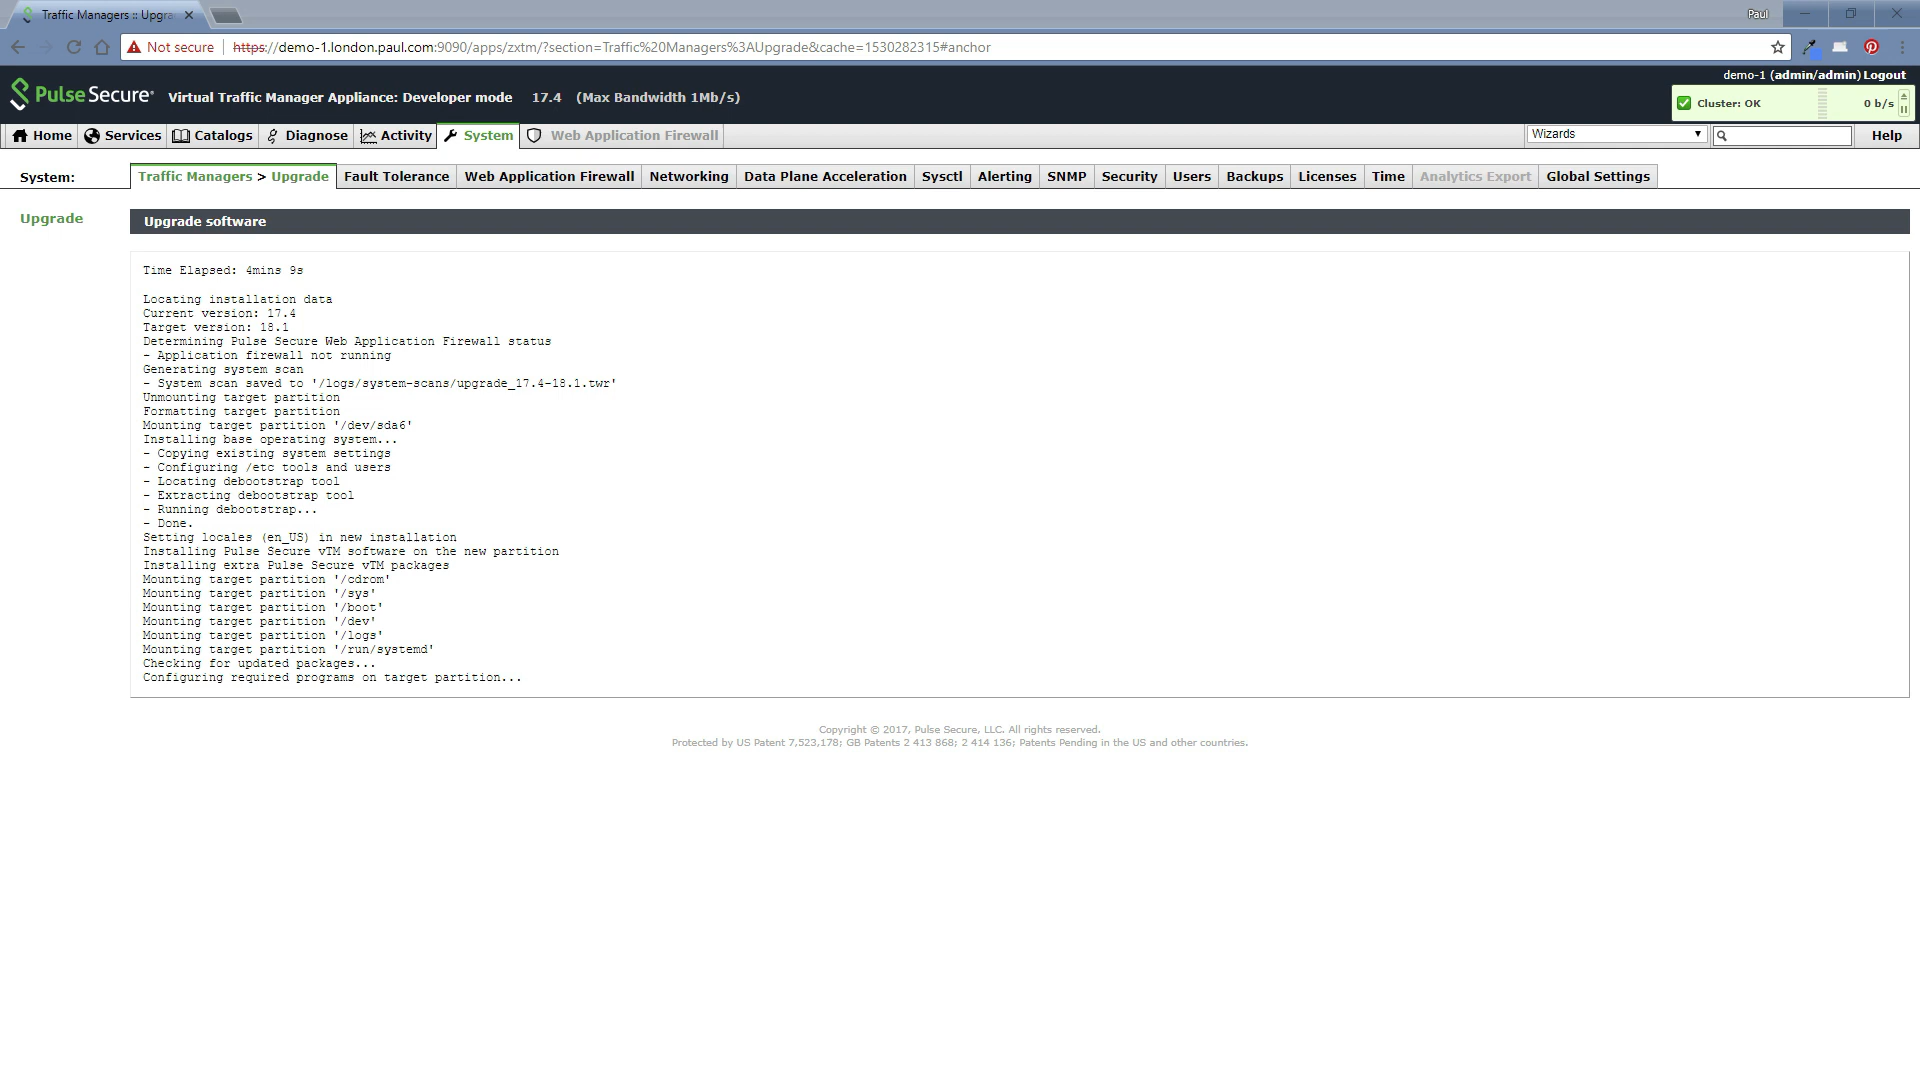 Traffic Managers :: Upgra
Paul
Not secure
https://demo-1.london.paul.com:9090/apps/zxtm/?section=Traffic%20Managers%3AUpgrade&cache=1530282315#anchor
demo-1 (admin/admin) Logout
Pulse Secure
Virtual Traffic Manager Appliance: Developer mode 17.4 (Max Bandwidth 1Mb/s)
Cluster: OK 0 b/s
Home Services Catalogs Diagnose Activity System Web Application Firewall Wizards Help
System: Traffic Managers > Upgrade Fault Tolerance Web Application Firewall Networking Data Plane Acceleration Sysctl Alerting SNMP Security Users Backups Licenses Time Analytics Export Global Settings
Upgrade
Upgrade software
Time Elapsed: 4mins 9s
Locating installation data
Current version: 17.4
Target version: 18.1
Determining Pulse Secure Web Application Firewall status
- Application firewall not running
Generating system scan
- System scan saved to '/logs/system-scans/upgrade_17.4-18.1.twr'
Unmounting target partition
Formatting target partition
Mounting target partition '/dev/sda6'
Installing base operating system...
- Copying existing system settings
- Configuring /etc tools and users
- Locating debootstrap tool
- Extracting debootstrap tool
- Running debootstrap...
- Done.
Setting locales (en_US) in new installation
Installing Pulse Secure vTM software on the new partition
Installing extra Pulse Secure vTM packages
Mounting target partition '/cdrom'
Mounting target partition '/sys'
Mounting target partition '/boot'
Mounting target partition '/dev'
Mounting target partition '/logs'
Mounting target partition '/run/systemd'
Checking for updated packages...
Configuring required programs on target partition...
Copyright © 2017, Pulse Secure, LLC. All rights reserved.
Protected by US Patent 7,523,178; GB Patents 2 413 868; 2 414 136; Patents Pending in the US and other countries.